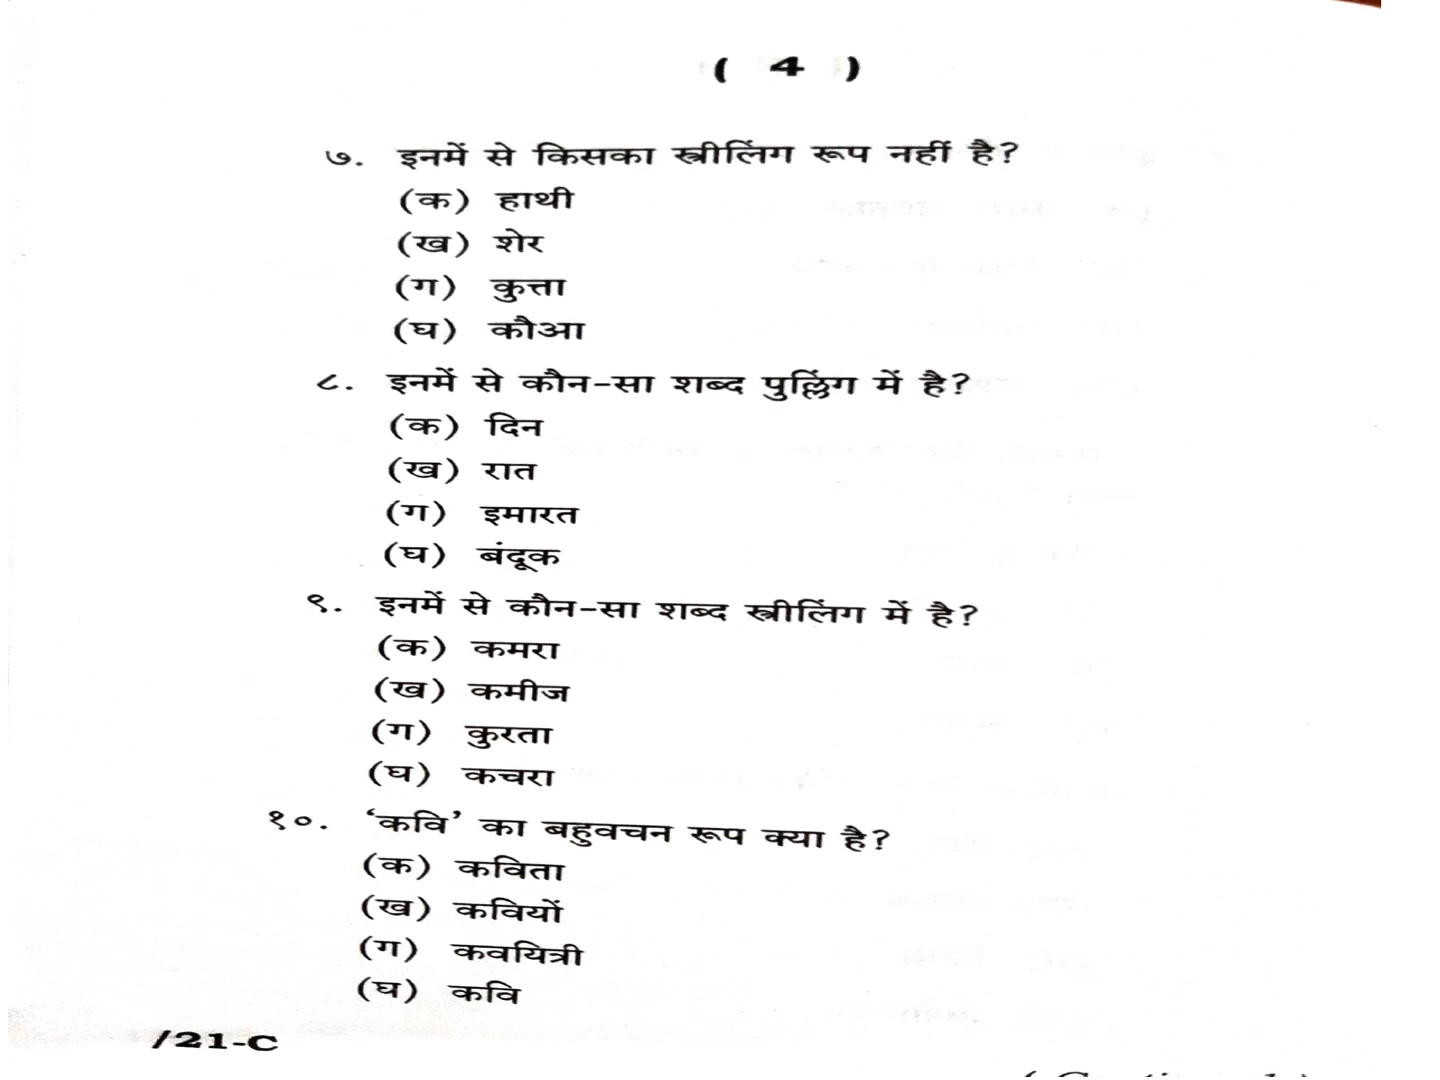 ( 4 )
७. इनमें से किसका स्त्रीलिंग रूप नहीं है?
(क) हाथी
(ख) शेर
(ग) कुत्ता
(घ) कौआ
८. इनमें से कौन-सा शब्द पुल्लिंग में है?
(क) दिन
(ख) रात
(ग) इमारत
(घ) बंदूक
९. इनमें से कौन-सा शब्द स्त्रीलिंग में है?
(क) कमरा
(ख) कमीज
(ग) कुरता
(घ) कचरा
१०. ‘कवि’ का बहुवचन रूप क्या है?
(क) कविता
(ख) कवियों
(ग) कवयित्री
(घ) कवि
/21-C